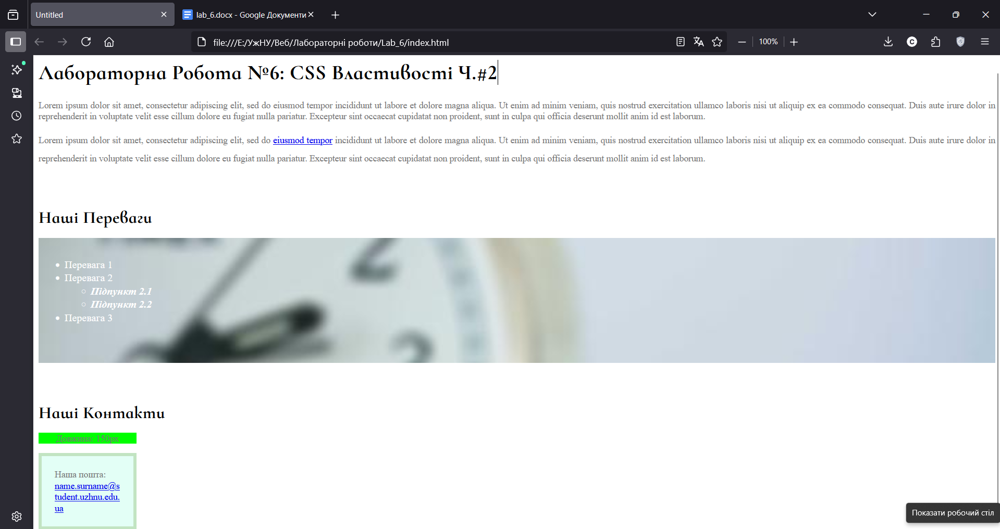 Untitled
lab_6.docx - Google Документи
file:///E:/УжНУ/Веб/Лабораторні роботи/Lab_6/index.html
100%
Лабораторна Робота №6: CSS Властивості Ч.#2
Lorem ipsum dolor sit amet, consectetur adipiscing elit, sed do eiusmod tempor incididunt ut labore et dolore magna aliqua. Ut enim ad minim veniam, quis nostrud exercitation ullamco laboris nisi ut aliquip ex ea commodo consequat. Duis aute irure dolor in
reprehenderit in voluptate velit esse cillum dolore eu fugiat nulla pariatur. Excepteur sint occaecat cupidatat non proident, sunt in culpa qui officia deserunt mollit anim id est laborum.
Lorem ipsum dolor sit amet, consectetur adipiscing elit, sed do eiusmod tempor incididunt ut labore et dolore magna aliqua. Ut enim ad minim veniam, quis nostrud exercitation ullamco laboris nisi ut aliquip ex ea commodo consequat. Duis aute irure dolor in
reprehenderit in voluptate velit esse cillum dolore eu fugiat nulla pariatur. Excepteur sint occaecat cupidatat non proident, sunt in culpa qui officia deserunt mollit anim id est laborum.
Наші Переваги
Перевага 1
Перевага 2
Підпункт 2.1
Підпункт 2.2
Перевага 3
2
3
Наші Контакти
Довжина: 150px
Наша пошта:
name.surname@s
tudent.uzhnu.edu.
ua
Показати робочий стіл